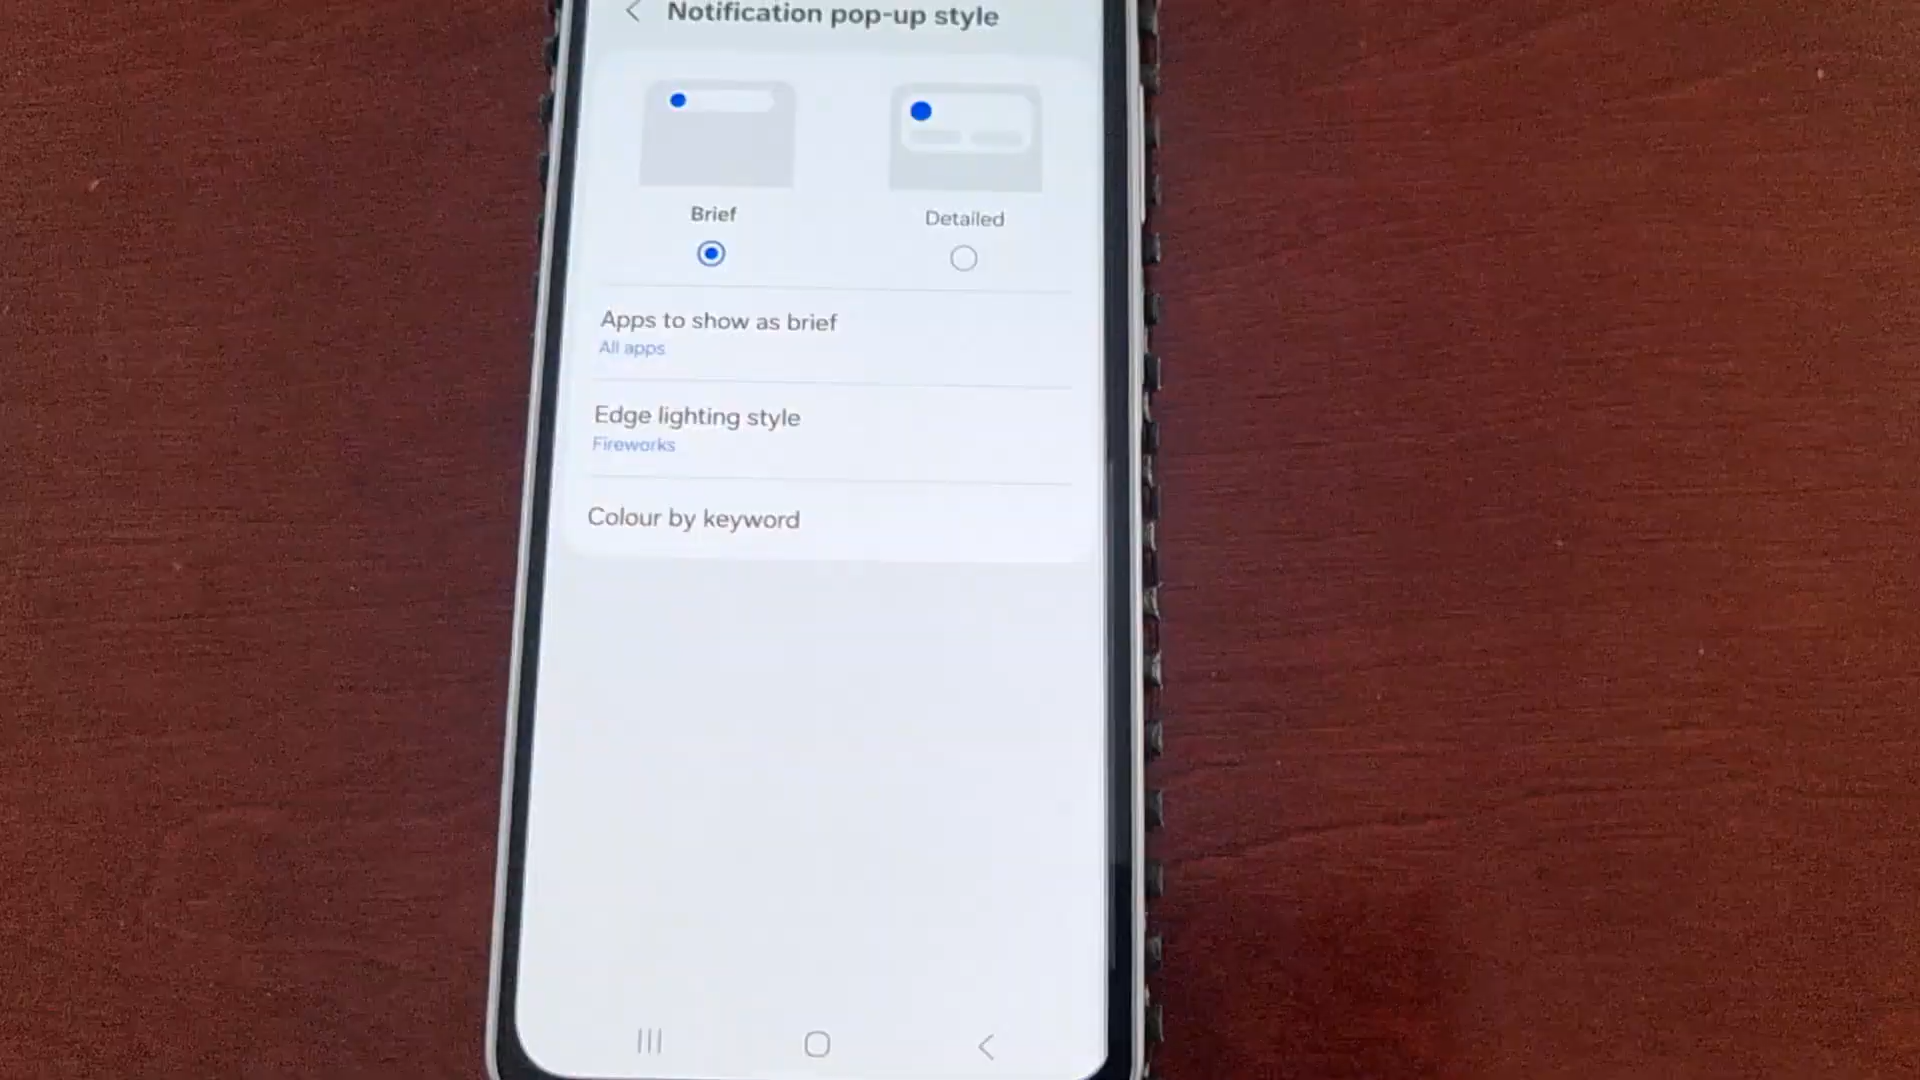 Notification pop-up style
Brief
Detailed
Apps to show as brief
All apps
Edge lighting style
Fireworks
Colour by keyword